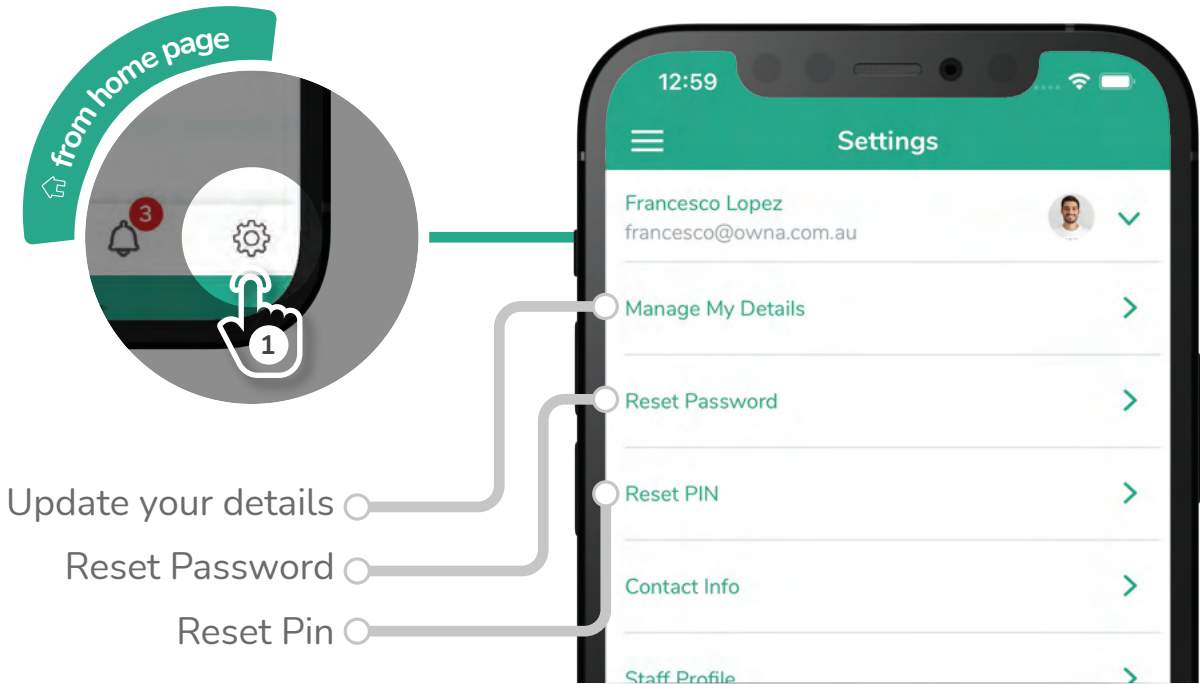 from home page
3
1
Update your details
Reset Password
Reset Pin
12:59
Settings
Francesco Lopez
francesco@owna.com.au
Manage My Details
Reset Password
Reset PIN
Contact Info
Staff Profile